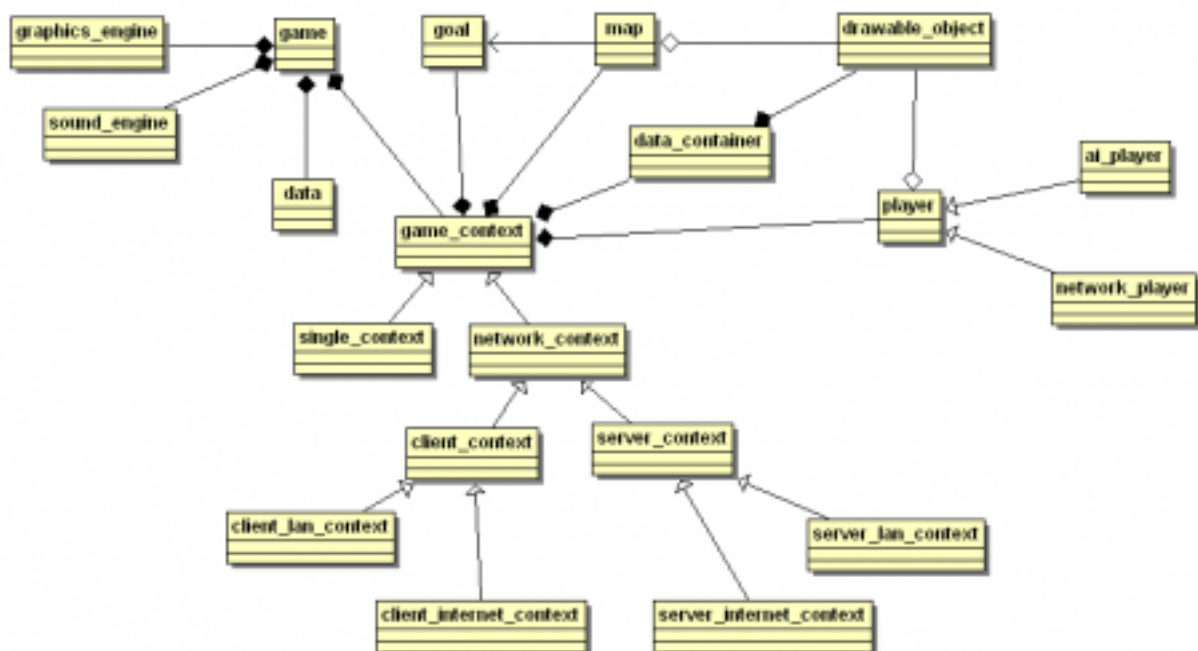 graphics_engine
game
goal
map
drawable_object
sound_engine
data_container
ai_player
data
player
game_context
network_player
single_context
network_context
client_context
server_context
client_lan_context
server_lan_context
client_internet_context
server_internet_context